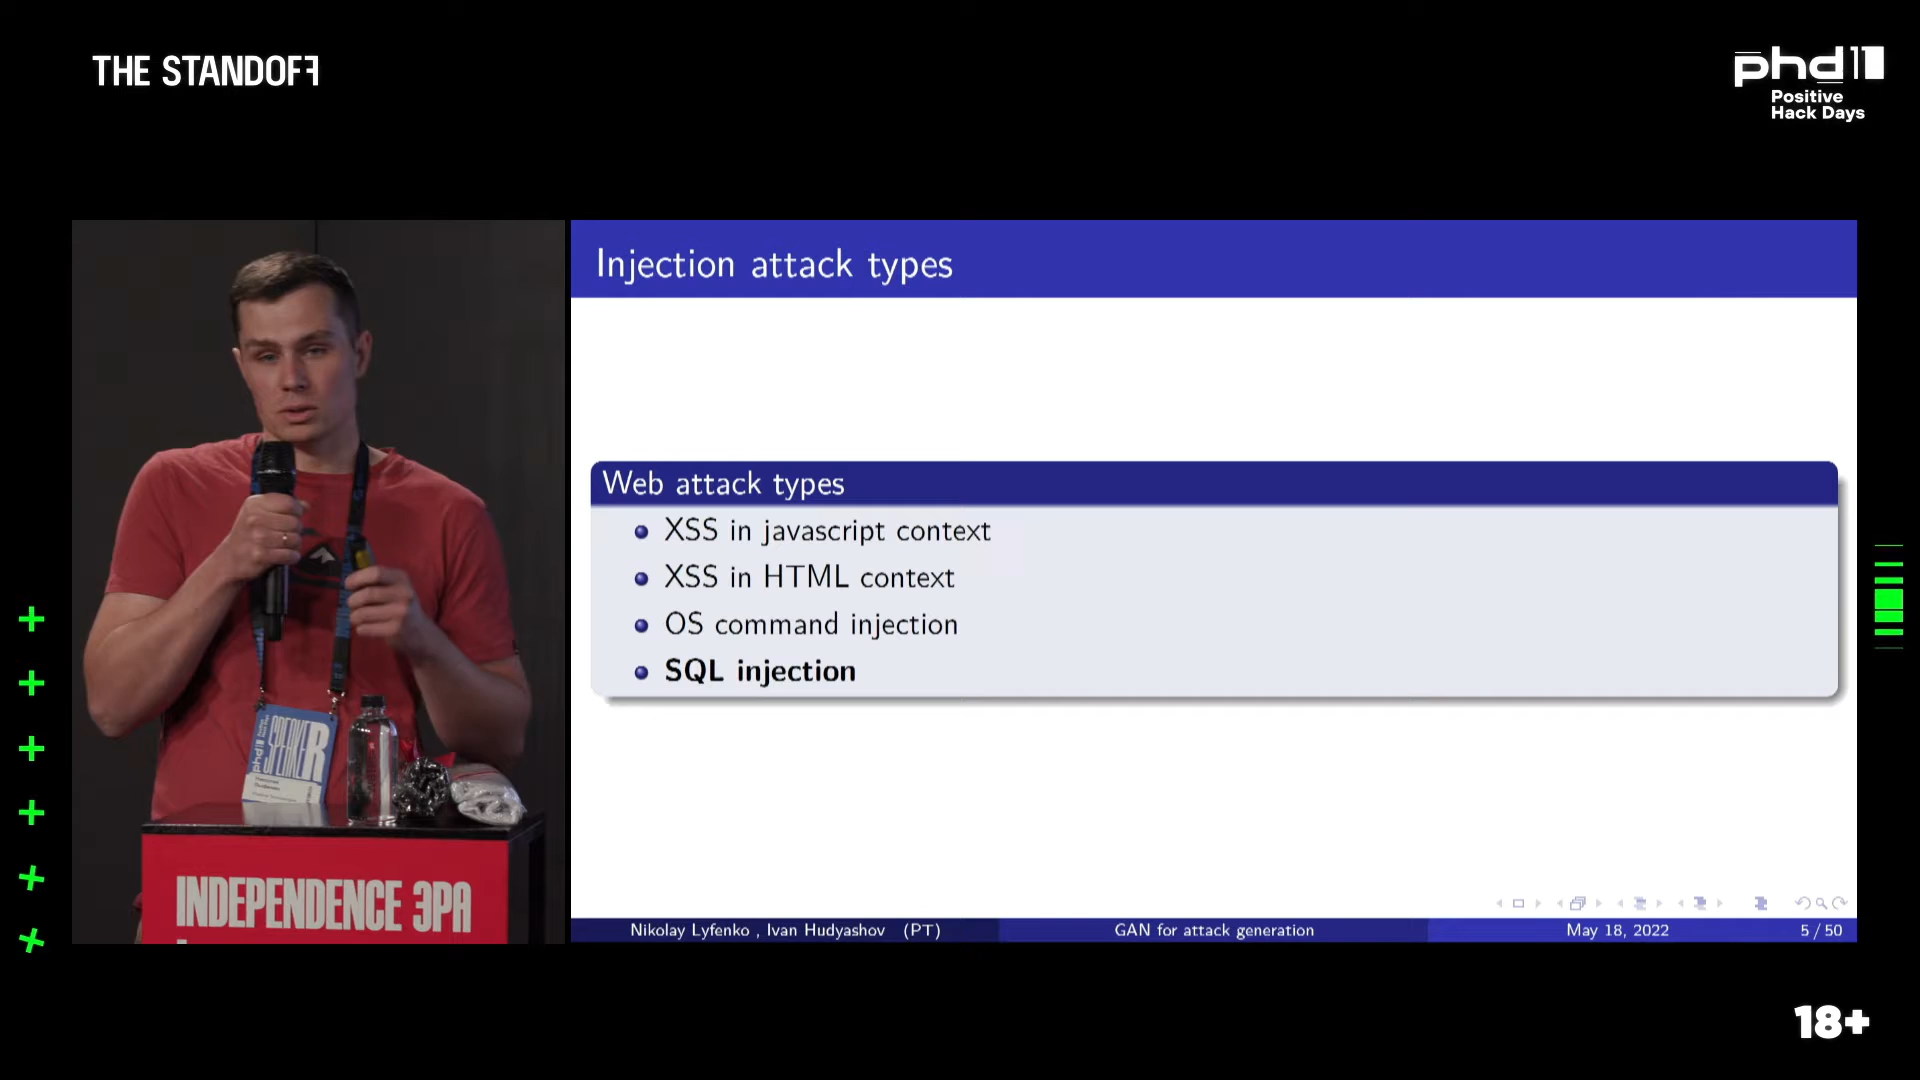 THE STANDOFF
phd11
Positive
Hack Days
Injection attack types
Web attack types
XSS in javascript context
XSS in HTML context
OS command injection
SQL injection
phd11
SPEAKER
INDEPENDENCE ЭРА
Nikolay Lyfenko , Ivan Hudyashov (PT)
GAN for attack generation
May 18, 2022
5 / 50
18+